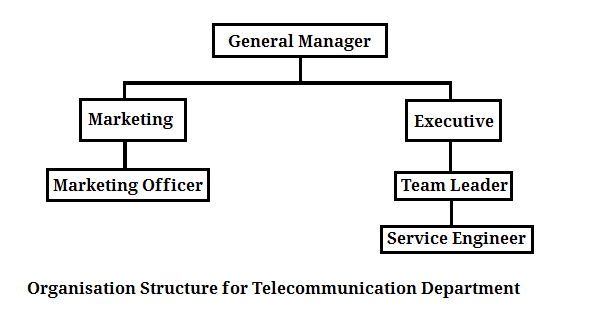 General Manager
Marketing
Executive
Marketing Officer
Team Leader
Service Engineer
Organisation Structure for Telecommunication Department